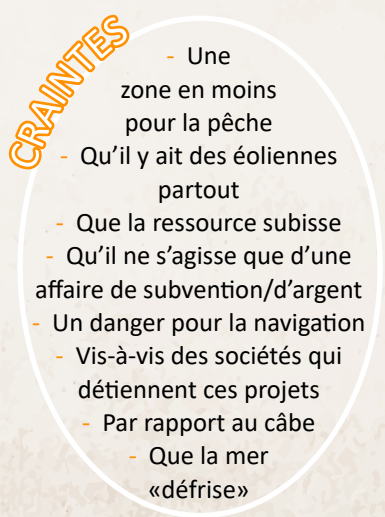 CRAINTES
- Une
zone en moins
pour la pêche
- Qu’il y ait des éoliennes
partout
- Que la ressource subisse
- Qu’il ne s’agisse que d’une
affaire de subvention/d’argent
- Un danger pour la navigation
- Vis-à-vis des sociétés qui
détiennent ces projets
- Par rapport au câbe
- Que la mer
«défrise»